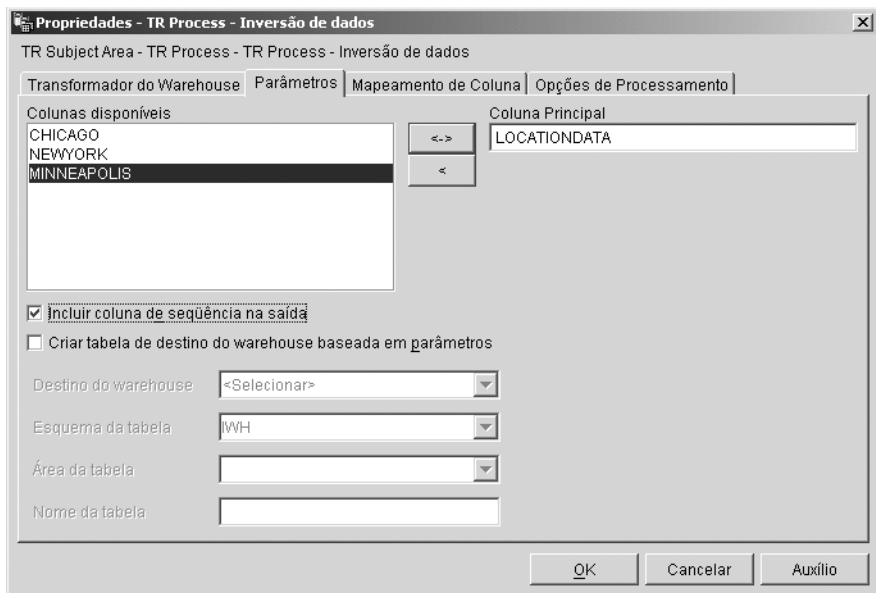 Propriedades - TR Process - Inversão de dados
TR Subject Area - TR Process - TR Process - Inversão de dados
Transformador do Warehouse Parâmetros Mapeamento de Coluna Opções de Processamento
Colunas disponíveis
Coluna Principal
CHICAGO
NEWYORK
MINNEAPOLIS
<->
<
LOCATIONDATA
Incluir coluna de seqüência na saída
Criar tabela de destino do warehouse baseada em parâmetros
Destino do warehouse <Selecionar>
Esquema da tabela IWH
Área da tabela
Nome da tabela
OK Cancelar Auxílio